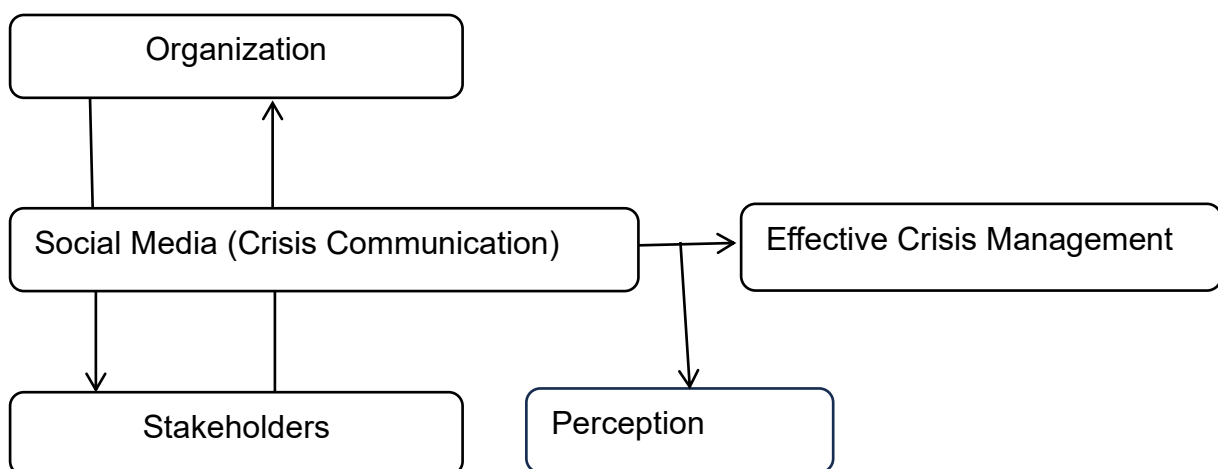 Organization
Social Media (Crisis Communication)
Effective Crisis Management
Stakeholders
Perception